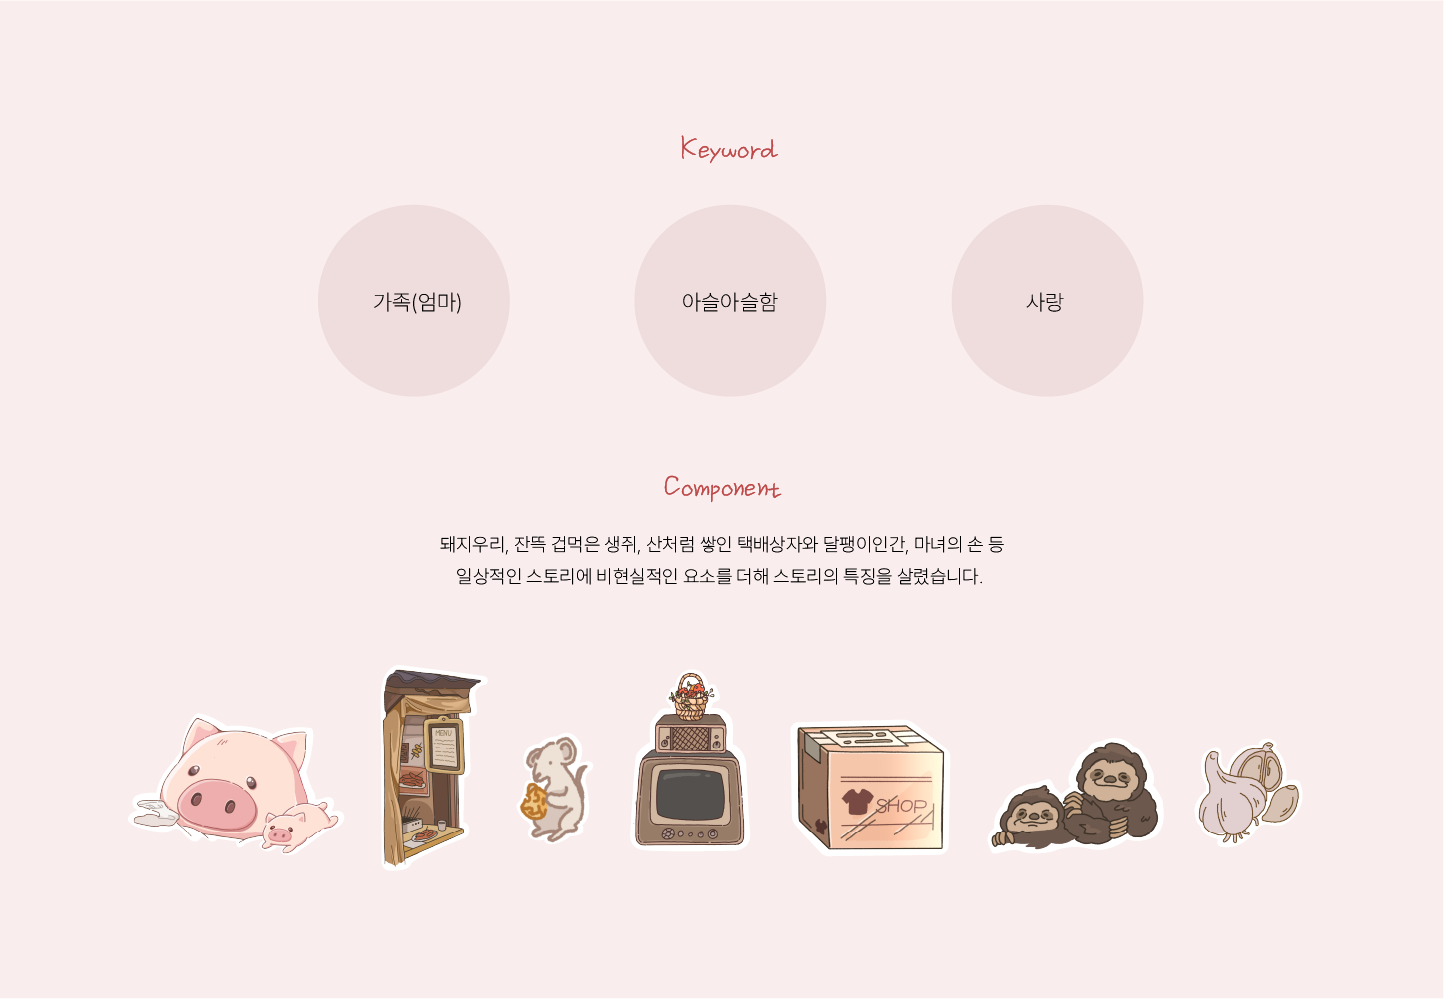 Keyword
가족(엄마)
아슬아슬함
사랑
Component
돼지우리, 잔뜩 겁먹은 생쥐, 산처럼 쌓인 택배상자와 달팽이인간, 마녀의 손 등
일상적인 스토리에 비현실적인 요소를 더해 스토리의 특징을 살렸습니다.
MENU
SHOP